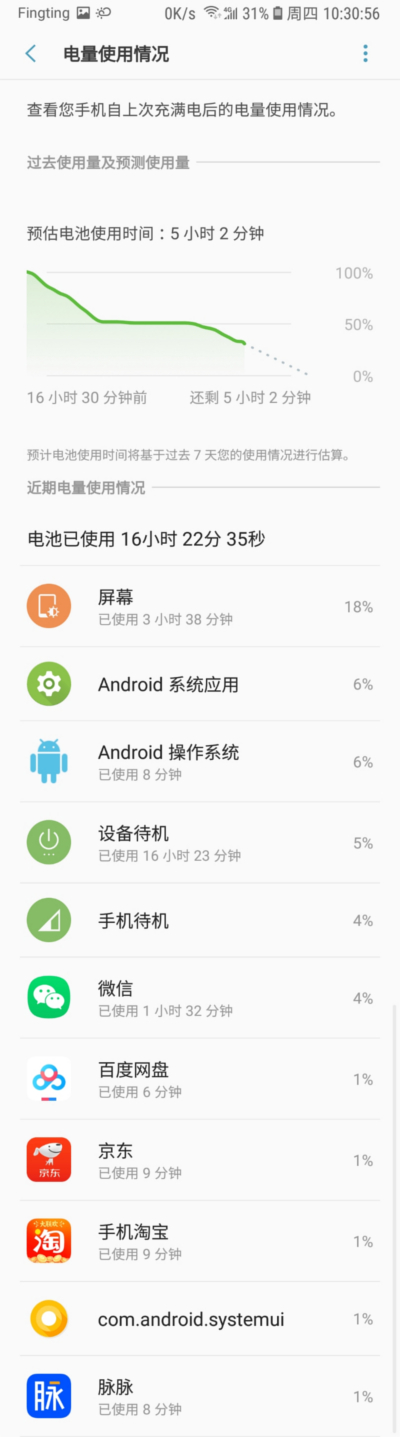 Fingting 0K/s 4G 31% 周四 10:30:56
电量使用情况
查看您手机自上次充满电后的电量使用情况。
过去使用量及预测使用量
预估电池使用时间：5 小时 2 分钟
100%
50%
0%
16 小时 30 分钟前 还剩 5 小时 2 分钟
预计电池使用时间将基于过去 7 天您的使用情况进行估算。
近期电量使用情况
电池已使用 16小时 22分 35秒
屏幕
已使用 3 小时 38 分钟
18%
Android 系统应用
6%
Android 操作系统
已使用 8 分钟
6%
设备待机
已使用 16 小时 23 分钟
5%
手机待机
4%
微信
已使用 1 小时 32 分钟
4%
百度网盘
已使用 6 分钟
1%
京东
京东
已使用 9 分钟
1%
淘
手机淘宝
已使用 9 分钟
1%
com.android.systemui
1%
脉
脉脉
已使用 8 分钟
1%